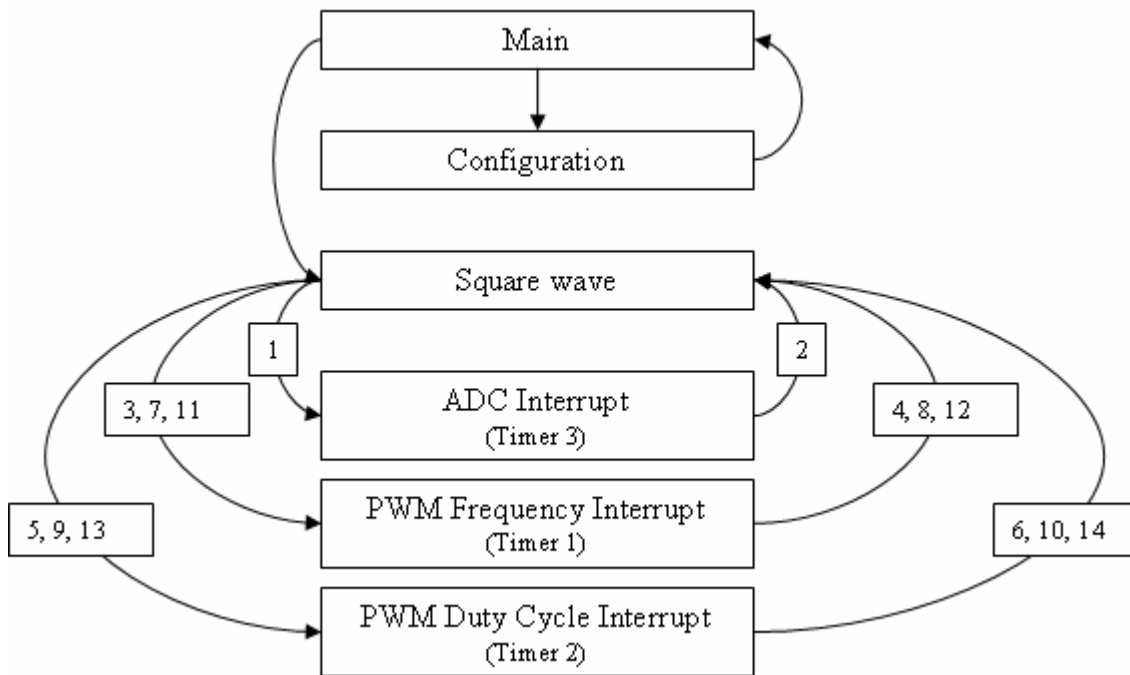 Main
Configuration
Square wave
1
2
3, 7, 11
ADC Interrupt
(Timer 3)
4, 8, 12
PWM Frequency Interrupt
(Timer 1)
5, 9, 13
6, 10, 14
PWM Duty Cycle Interrupt
(Timer 2)